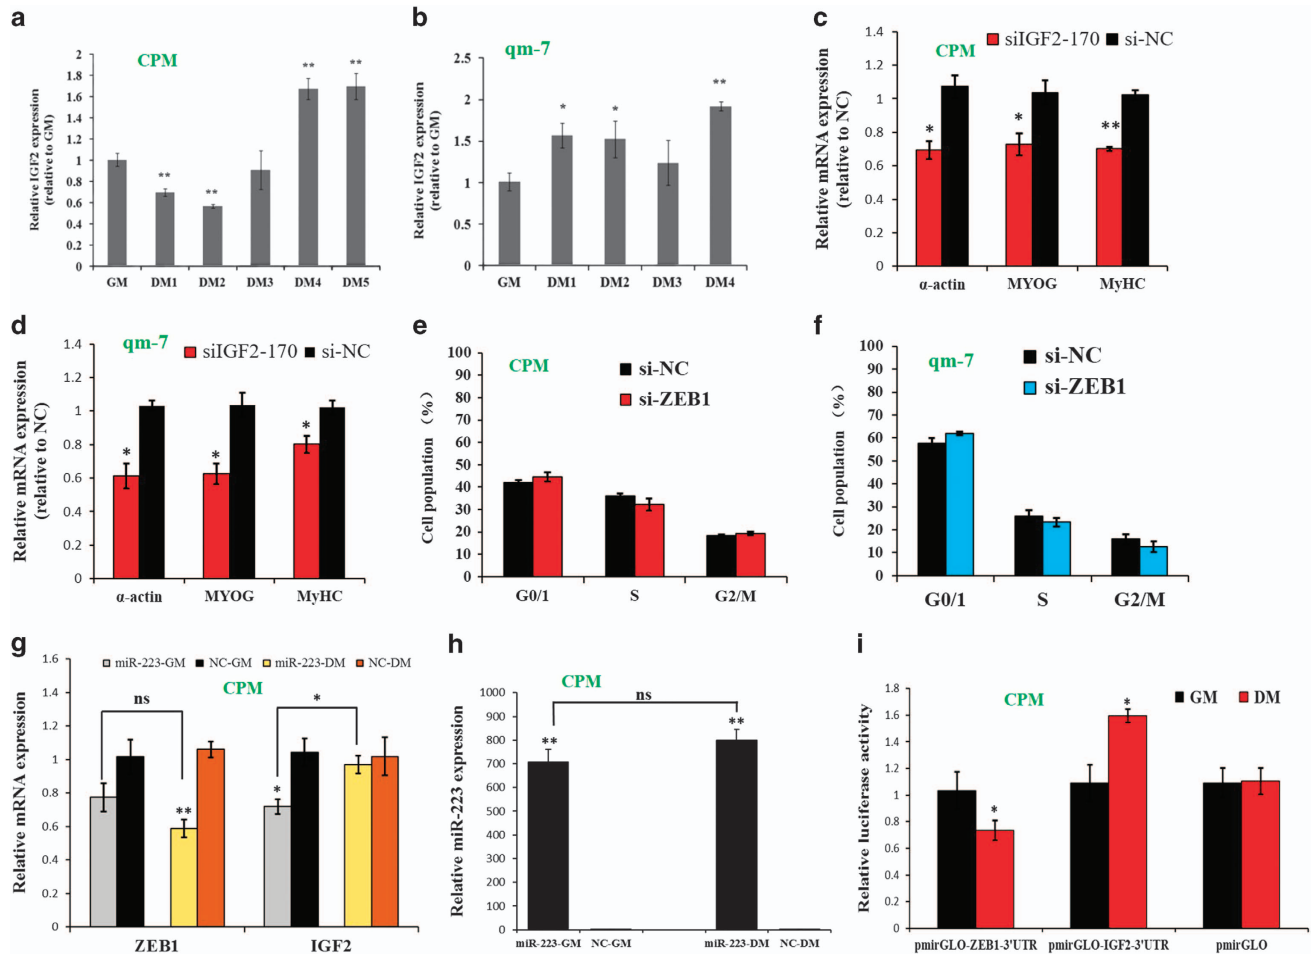 a
CPM
Relative IGF2 expression
(relative to GM)
2
1.8
1.6
1.4
1.2
1
0.8
0.6
0.4
0.2
0
** ** ** **
GM DM1 DM2 DM3 DM4 DM5
b
qm-7
Relative IGF2 expression
(relative to GM)
2.5
2
1.5
1
0.5
0
* * **
GM DM1 DM2 DM3 DM4
c
siIGF2-170 si-NC
CPM
Relative mRNA expression
(relative to NC)
1.4
1.2
1
0.8
0.6
0.4
0.2
0
* * **
α-actin MYOG MyHC
d
qm-7
siIGF2-170 si-NC
Relative mRNA expression
(relative to NC)
1.4
1.2
1
0.8
0.6
0.4
0.2
0
* * *
α-actin MYOG MyHC
e
CPM
si-NC
si-ZEB1
Cell population (%)
100
90
80
70
60
50
40
30
20
10
0
G0/1 S G2/M
f
qm-7
si-NC
si-ZEB1
Cell population (%)
100
90
80
70
60
50
40
30
20
10
0
G0/1 S G2/M
g
miR-223-GM NC-GM miR-223-DM NC-DM
CPM
Relative mRNA expression
1.6
1.4
1.2
1
0.8
0.6
0.4
0.2
0
ns *
** *
ZEB1 IGF2
h
CPM
Relative miR-223 expression
1000
900
800
700
600
500
400
300
200
100
0
ns
** **
miR-223-GM NC-GM miR-223-DM NC-DM
i
CPM
GM DM
Relative luciferase activity
1.8
1.6
1.4
1.2
1
0.8
0.6
0.4
0.2
0
* *
pmirGLO-ZEB1-3'UTR pmirGLO-IGF2-3'UTR pmirGLO